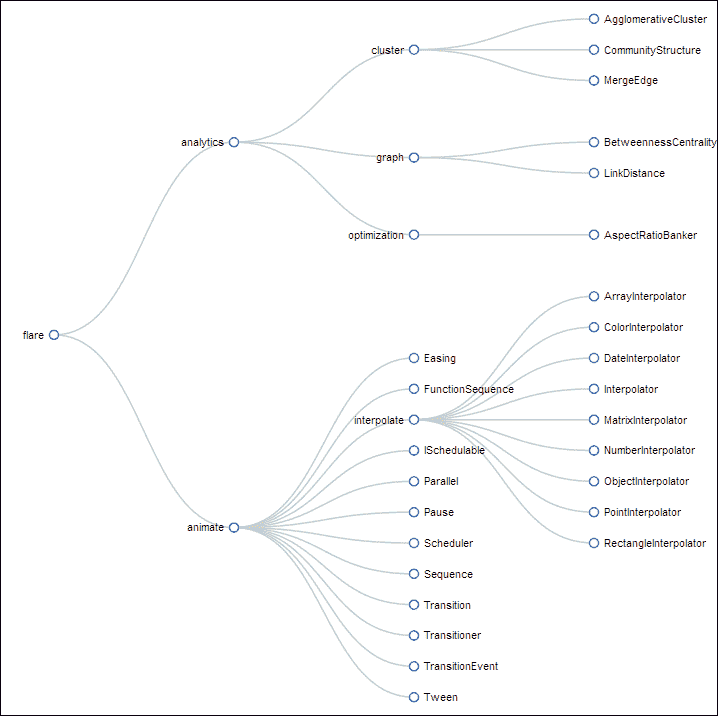 flare
analytics
cluster
AgglomerativeCluster
CommunityStructure
MergeEdge
graph
BetweennessCentrality
LinkDistance
optimization
AspectRatioBanker
animate
Easing
FunctionSequence
interpolate
ArrayInterpolator
ColorInterpolator
DateInterpolator
Interpolator
MatrixInterpolator
NumberInterpolator
ObjectInterpolator
PointInterpolator
RectangleInterpolator
ISchedulable
Parallel
Pause
Scheduler
Sequence
Transition
Transitioner
TransitionEvent
Tween